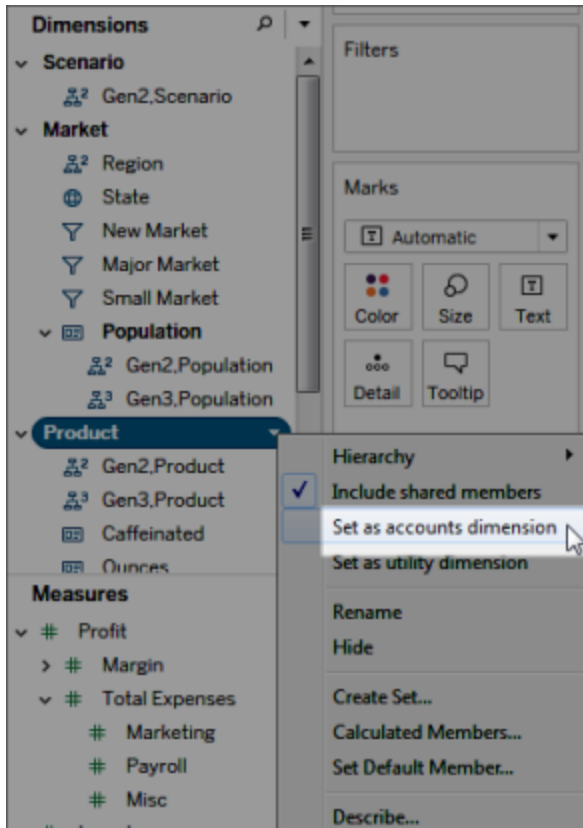 Dimensions
Scenario
Gen2,Scenario
Market
Region
State
New Market
Major Market
Small Market
Population
Gen2,Population
Gen3,Population
Product
Gen2,Product
Gen3,Product
Caffeinated
Ounces
Measures
Profit
Margin
Total Expenses
Marketing
Payroll
Misc
Filters
Marks
Automatic
Color Size Text
Detail Tooltip
Hierarchy
Include shared members
Set as accounts dimension
Set as utility dimension
Rename
Hide
Create Set...
Calculated Members...
Set Default Member...
Describe...